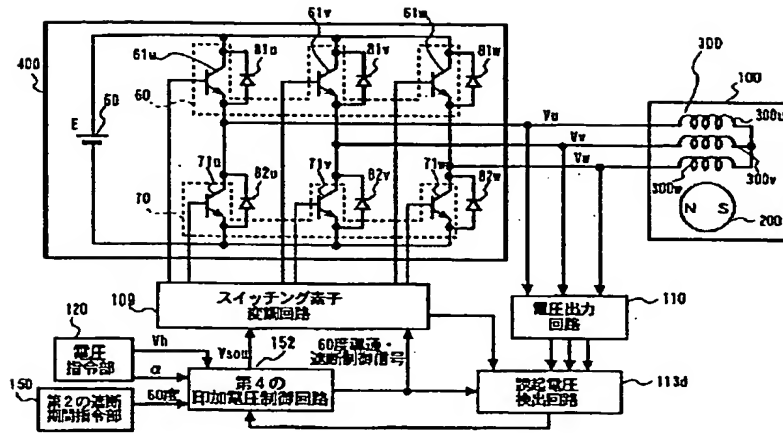 61v
61w
61u
81u
81v
81w
400
60
E
50
300
100
Vu
Vv
Vw
300u
300v
300w
71u
82u
71v
82v
71w
82w
70
N S
200
109
スイッチング素子
変調回路
電圧出力
回路
110
120
電圧
指令部
Vh
α
Vsou
152
60度導通・
遮断制御信号
第4の
印加電圧制御回路
誘起電圧
検出回路
113d
150
第2の遮断
期間指令部
60度